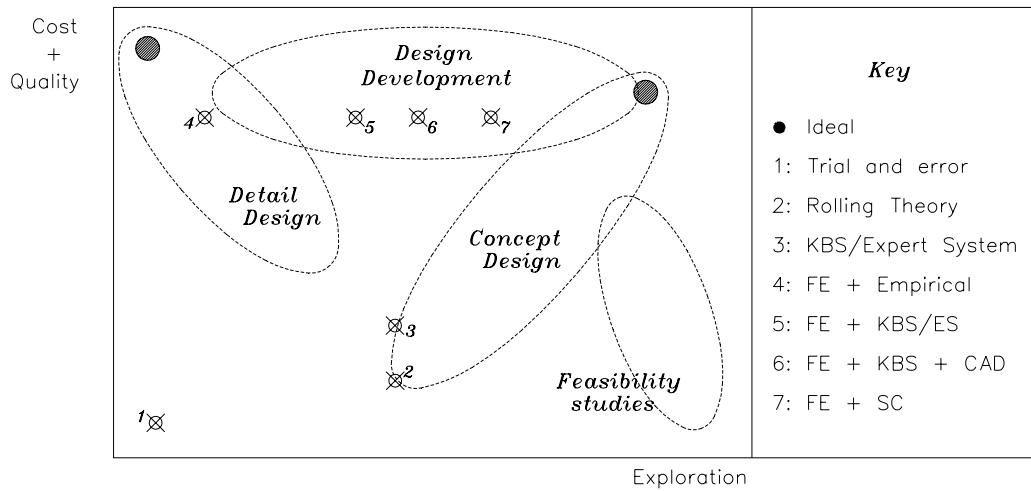 Cost
+
Quality
Design
Development
4
5
6
7
Detail
Design
Concept
Design
3
2
Feasibility
studies
1
Exploration
Key
Ideal
1: Trial and error
2: Rolling Theory
3: KBS/Expert System
4: FE + Empirical
5: FE + KBS/ES
6: FE + KBS + CAD
7: FE + SC